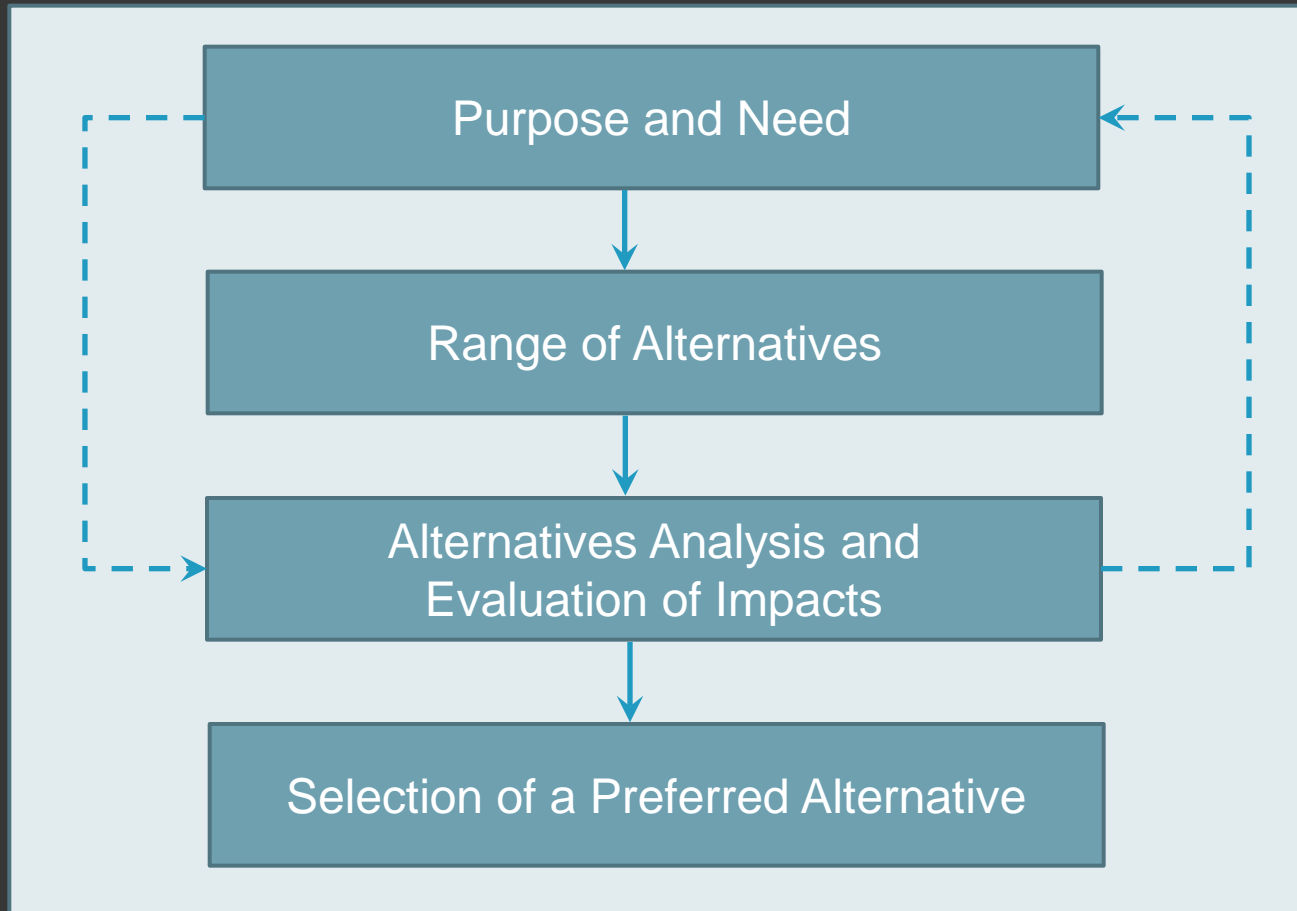 Purpose and Need
Range of Alternatives
Alternatives Analysis and
Evaluation of Impacts
Selection of a Preferred Alternative